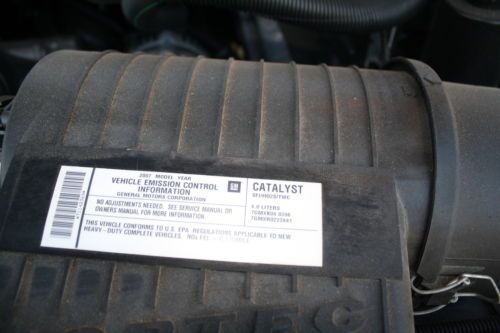 2007 MODEL YEAR
VEHICLE EMISSION CONTROL
INFORMATION
GENERAL MOTORS CORPORATION
GM
NO ADJUSTMENTS NEEDED. SEE SERVICE MANUAL OR
OWNERS MANUAL FOR MORE INFORMATION.
THIS VEHICLE CONFORMS TO U.S. EPA REGULATIONS APPLICABLE TO NEW
HEAVY-DUTY COMPLETE VEHICLES.
CATALYST
6.0 LITERS